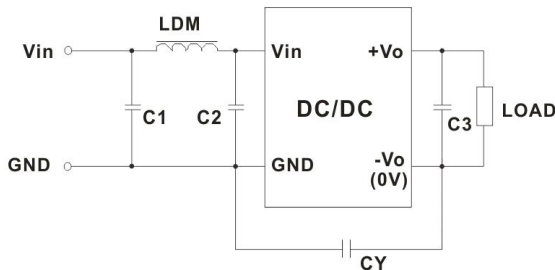 LDM
Vin
Vin
+Vo
C1
C2
DC/DC
C3
LOAD
GND
GND
-Vo
(0V)
CY